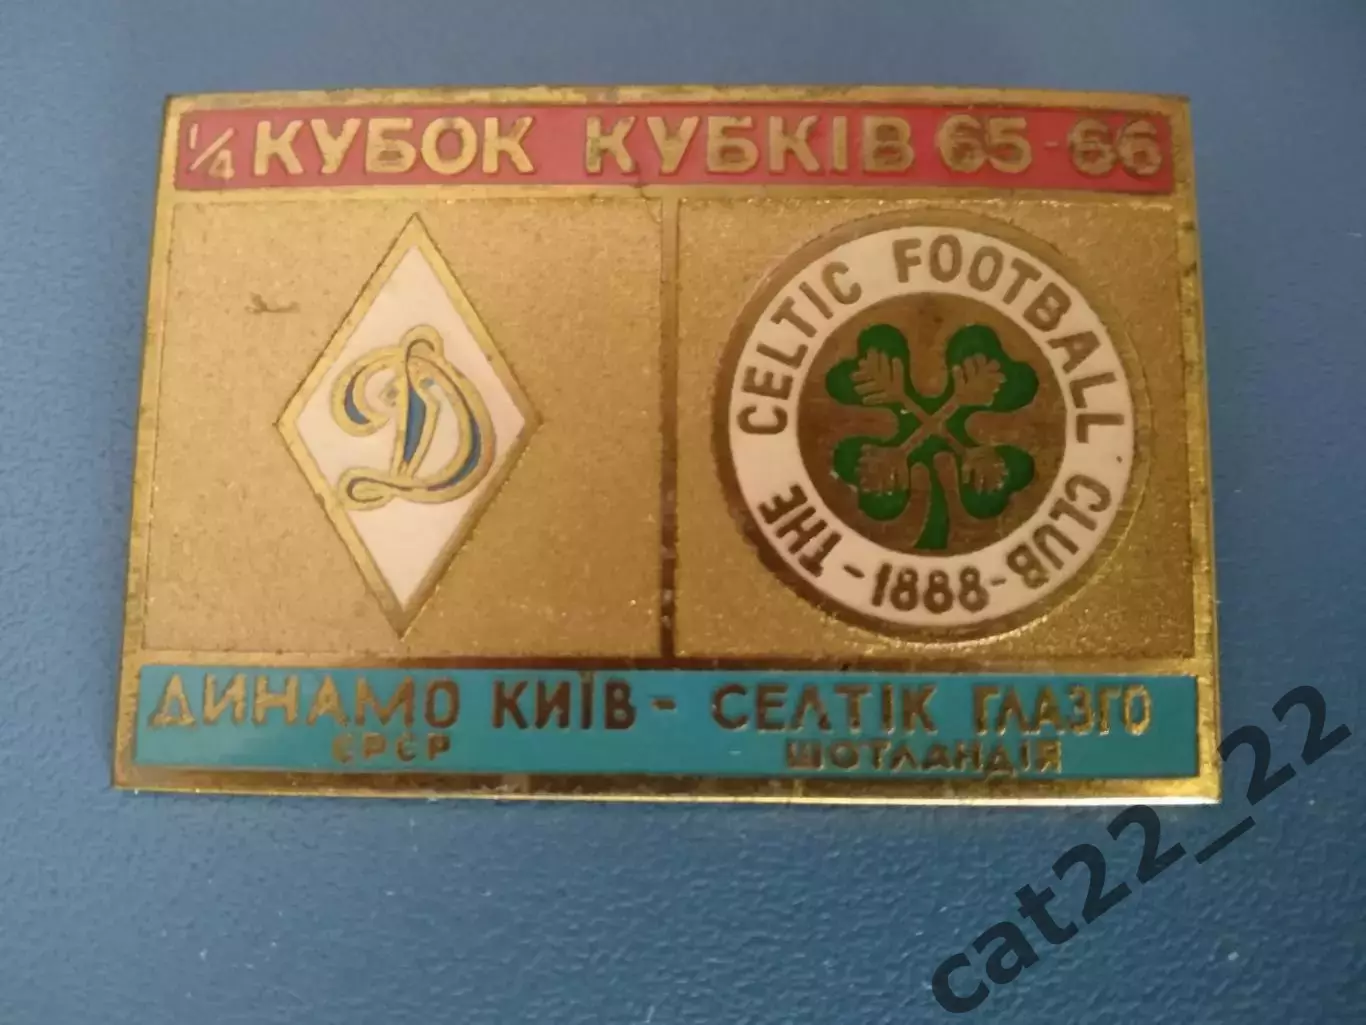 1/4 КУБОК КУБКІВ 65-66
Д
THE CELTIC FOOTBALL CLUB
-1888-
ДИНАМО КИЇВ - СЕЛТІК ГЛАЗГО
СРСР ШОТЛАНДІЯ
cat22_22